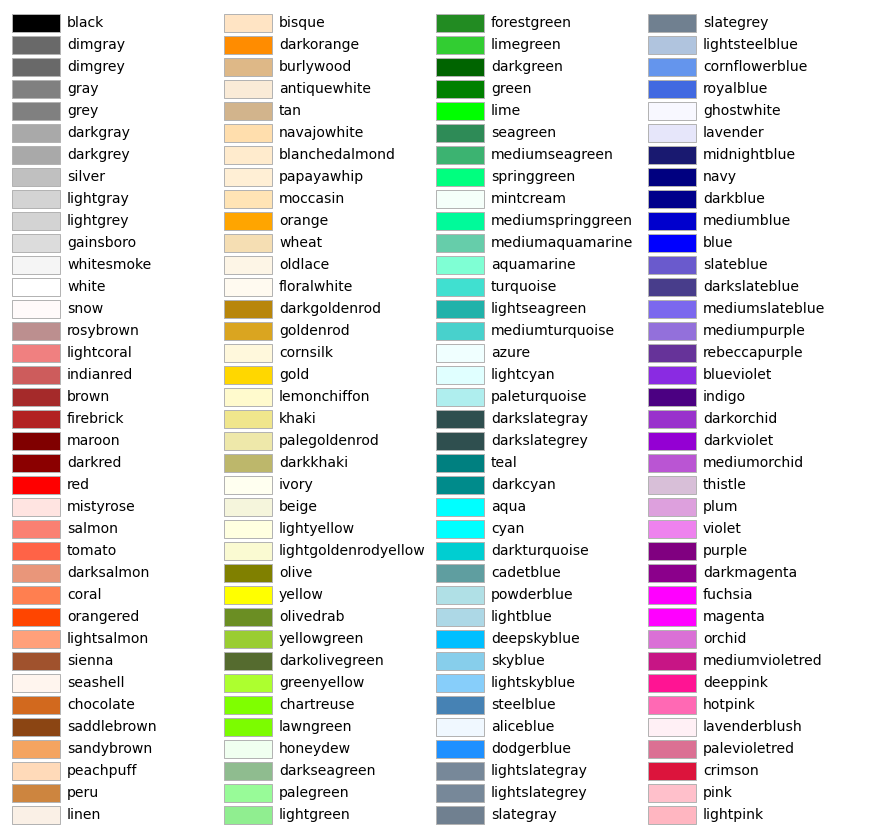 black
dimgray
dimgrey
gray
grey
darkgray
darkgrey
silver
lightgray
lightgrey
gainsboro
whitesmoke
white
snow
rosybrown
lightcoral
indianred
brown
firebrick
maroon
darkred
red
mistyrose
salmon
tomato
darksalmon
coral
orangered
lightsalmon
sienna
seashell
chocolate
saddlebrown
sandybrown
peachpuff
peru
linen
bisque
darkorange
burlywood
antiquewhite
tan
navajowhite
blanchedalmond
papayawhip
moccasin
orange
wheat
oldlace
floralwhite
darkgoldenrod
goldenrod
cornsilk
gold
lemonchiffon
khaki
palegoldenrod
darkkhaki
ivory
beige
lightyellow
lightgoldenrodyellow
olive
yellow
olivedrab
yellowgreen
darkolivegreen
greenyellow
chartreuse
lawngreen
honeydew
darkseagreen
palegreen
lightgreen
forestgreen
limegreen
darkgreen
green
lime
seagreen
mediumseagreen
springgreen
mintcream
mediumspringgreen
mediumaquamarine
aquamarine
turquoise
lightseagreen
mediumturquoise
azure
lightcyan
paleturquoise
darkslategray
darkslategrey
teal
darkcyan
aqua
cyan
darkturquoise
cadetblue
powderblue
lightblue
deepskyblue
skyblue
lightskyblue
steelblue
aliceblue
dodgerblue
lightslategray
lightslategrey
slategray
slategrey
lightsteelblue
cornflowerblue
royalblue
ghostwhite
lavender
midnightblue
navy
darkblue
mediumblue
blue
slateblue
darkslateblue
mediumslateblue
mediumpurple
rebeccapurple
blueviolet
indigo
darkorchid
darkviolet
mediumorchid
thistle
plum
violet
purple
darkmagenta
fuchsia
magenta
orchid
mediumvioletred
deeppink
hotpink
lavenderblush
palevioletred
crimson
pink
lightpink